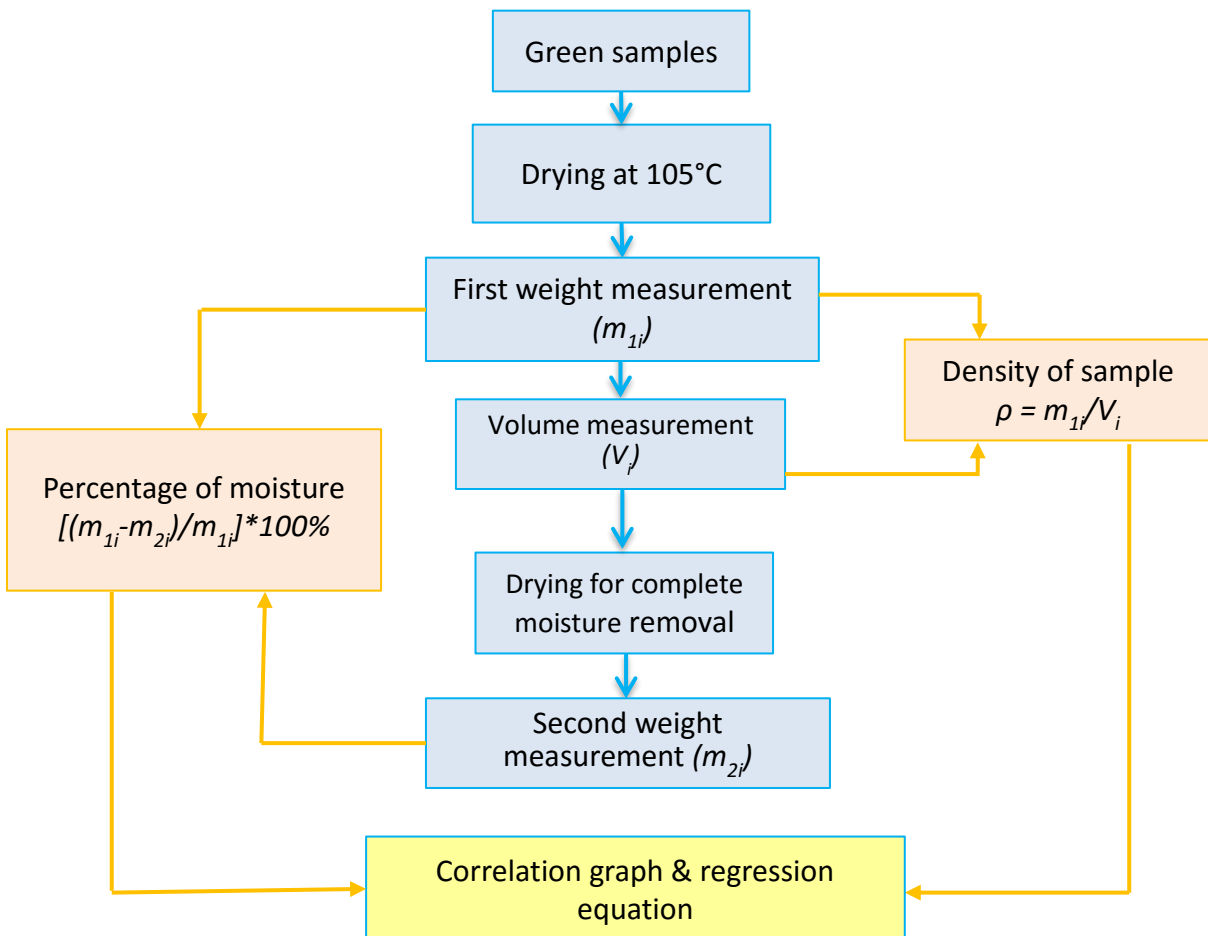 Green samples
Drying at 105°C
First weight measurement
(m1i)
Density of sample
ρ = m1i/Vi
Volume measurement
(Vi)
Percentage of moisture
[(m1i-m2i)/m1i]*100%
Drying for complete
moisture removal
Second weight
measurement (m2i)
Correlation graph & regression
equation